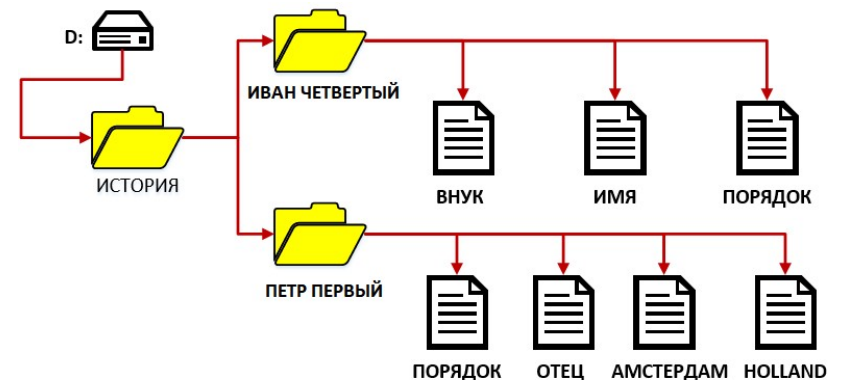 D:
ИВАН ЧЕТВЕРТЫЙ
ИСТОРИЯ
ВНУК
ИМЯ
ПОРЯДОК
ПЕТР ПЕРВЫЙ
ПОРЯДОК
ОТЕЦ
АМСТЕРДАМ
HOLLAND